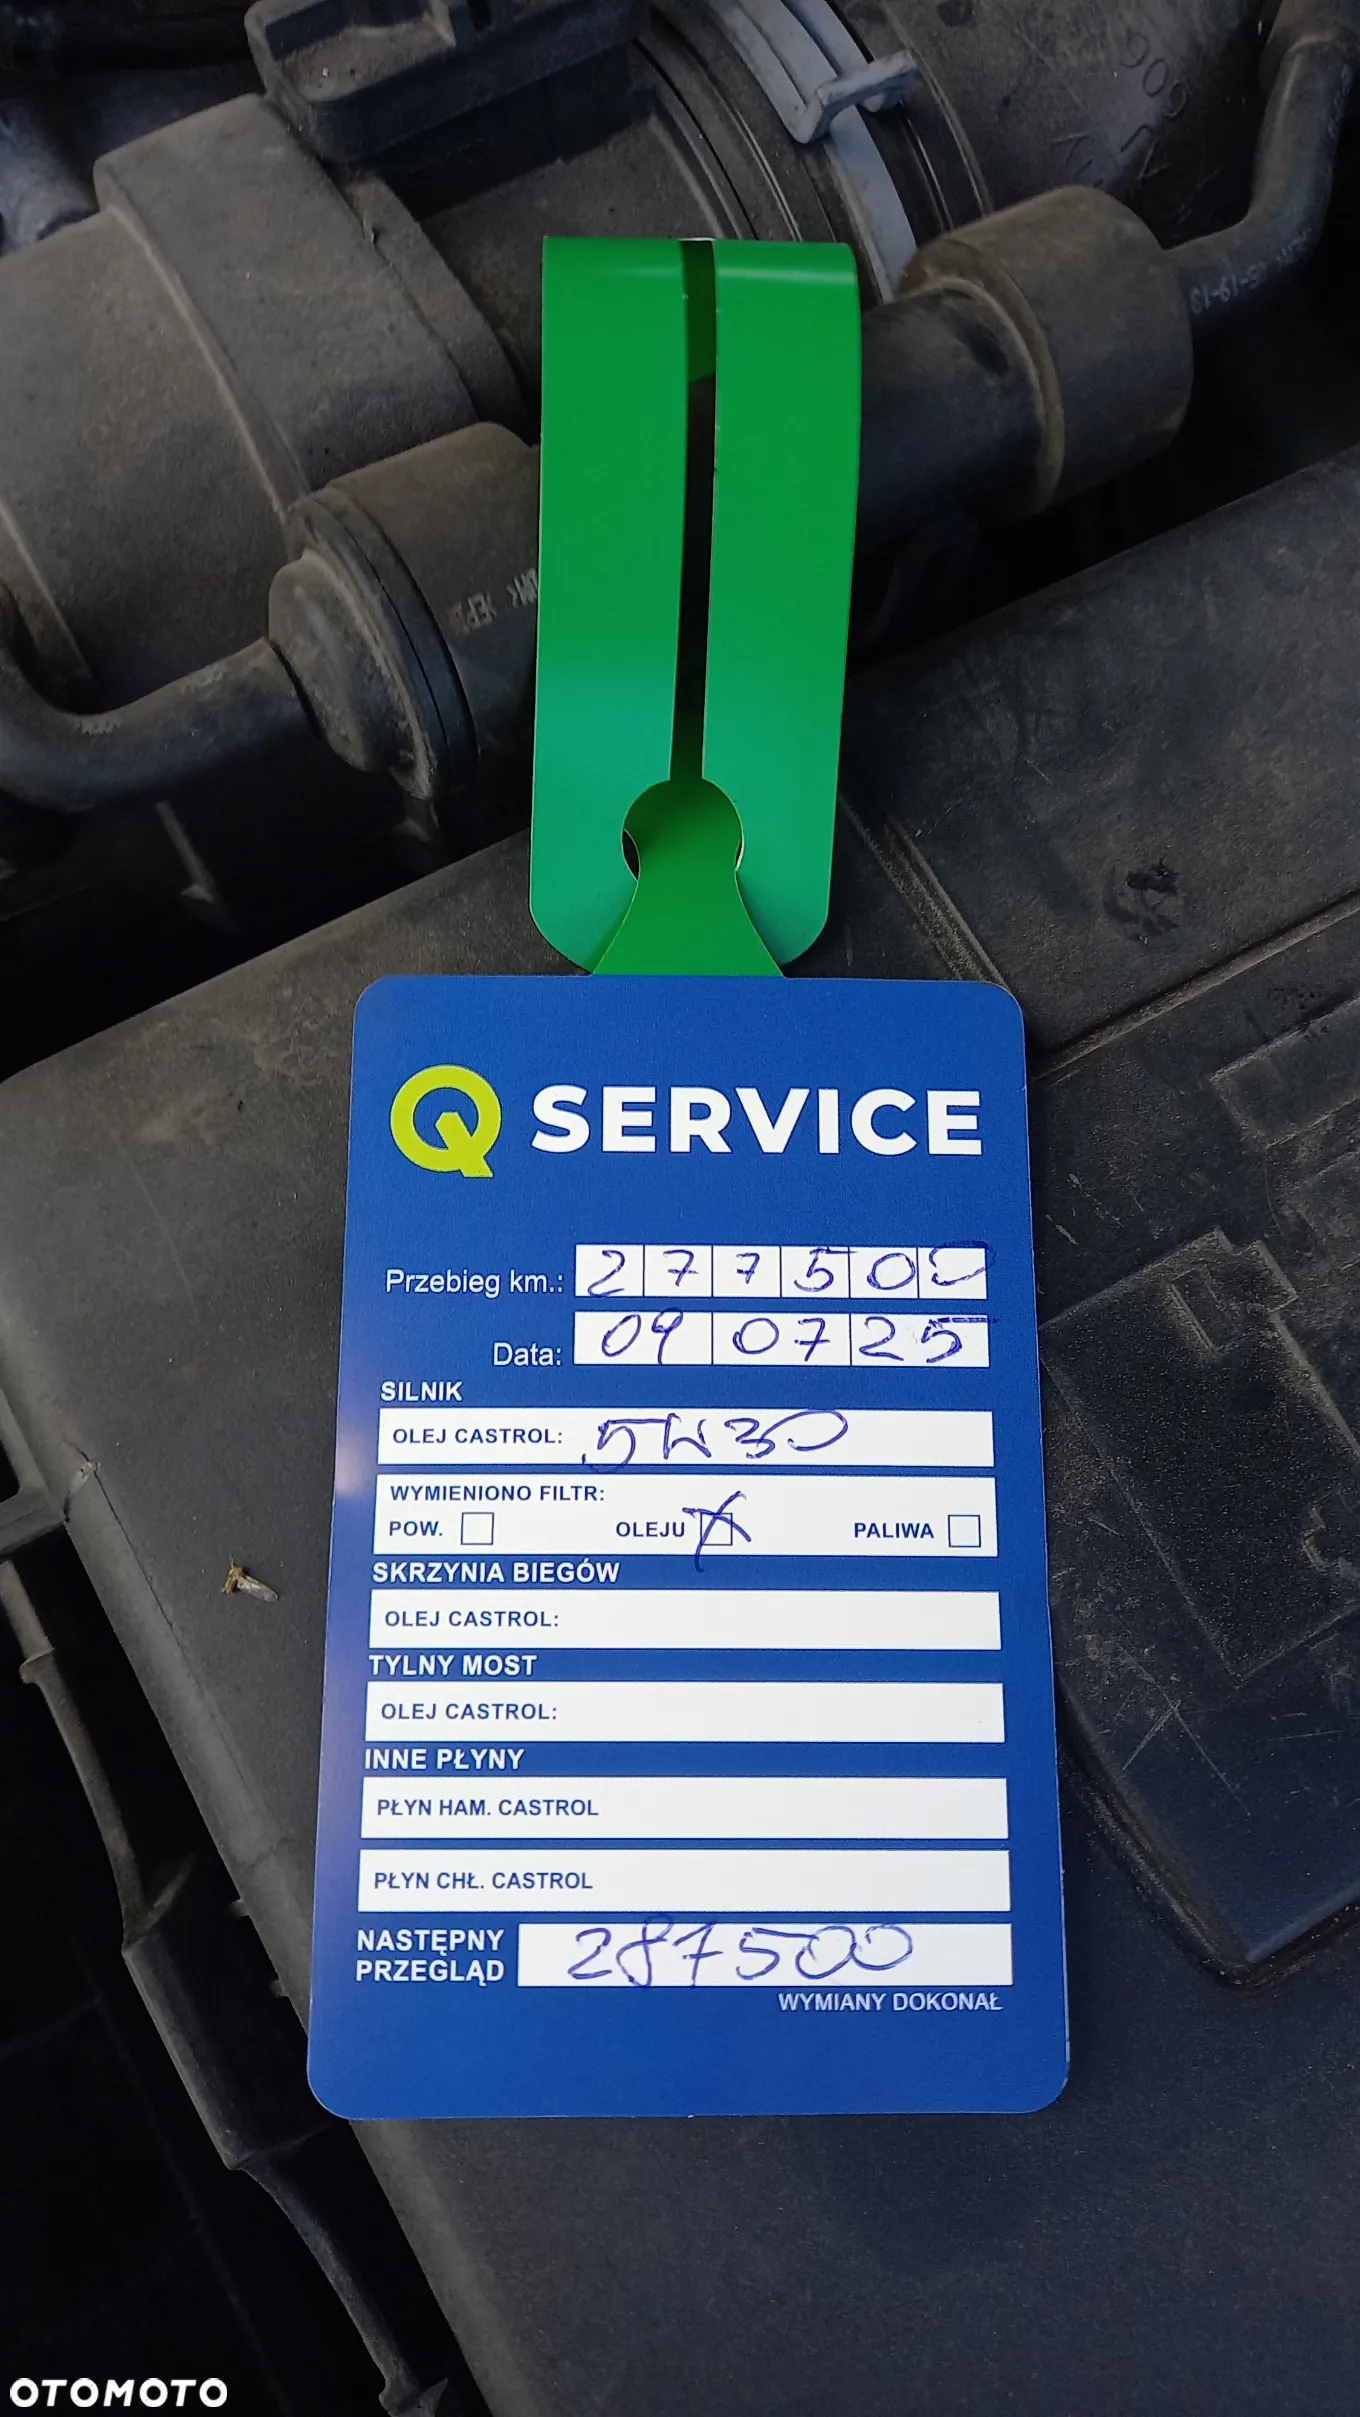 Q SERVICE
Przebieg km.: 277500
Data: 09 07 25
SILNIK
OLEJ CASTROL: 5W30
WYMIENIONO FILTR:
POW. OLEJU PALIWA
SKRZYNIA BIEGÓW
OLEJ CASTROL:
TYLNY MOST
OLEJ CASTROL:
INNE PŁYNY
PŁYN HAM. CASTROL
PŁYN CHŁ. CASTROL
NASTĘPNY
PRZEGLĄD 287500
WYMIANY DOKONAŁ
OTOMOTO